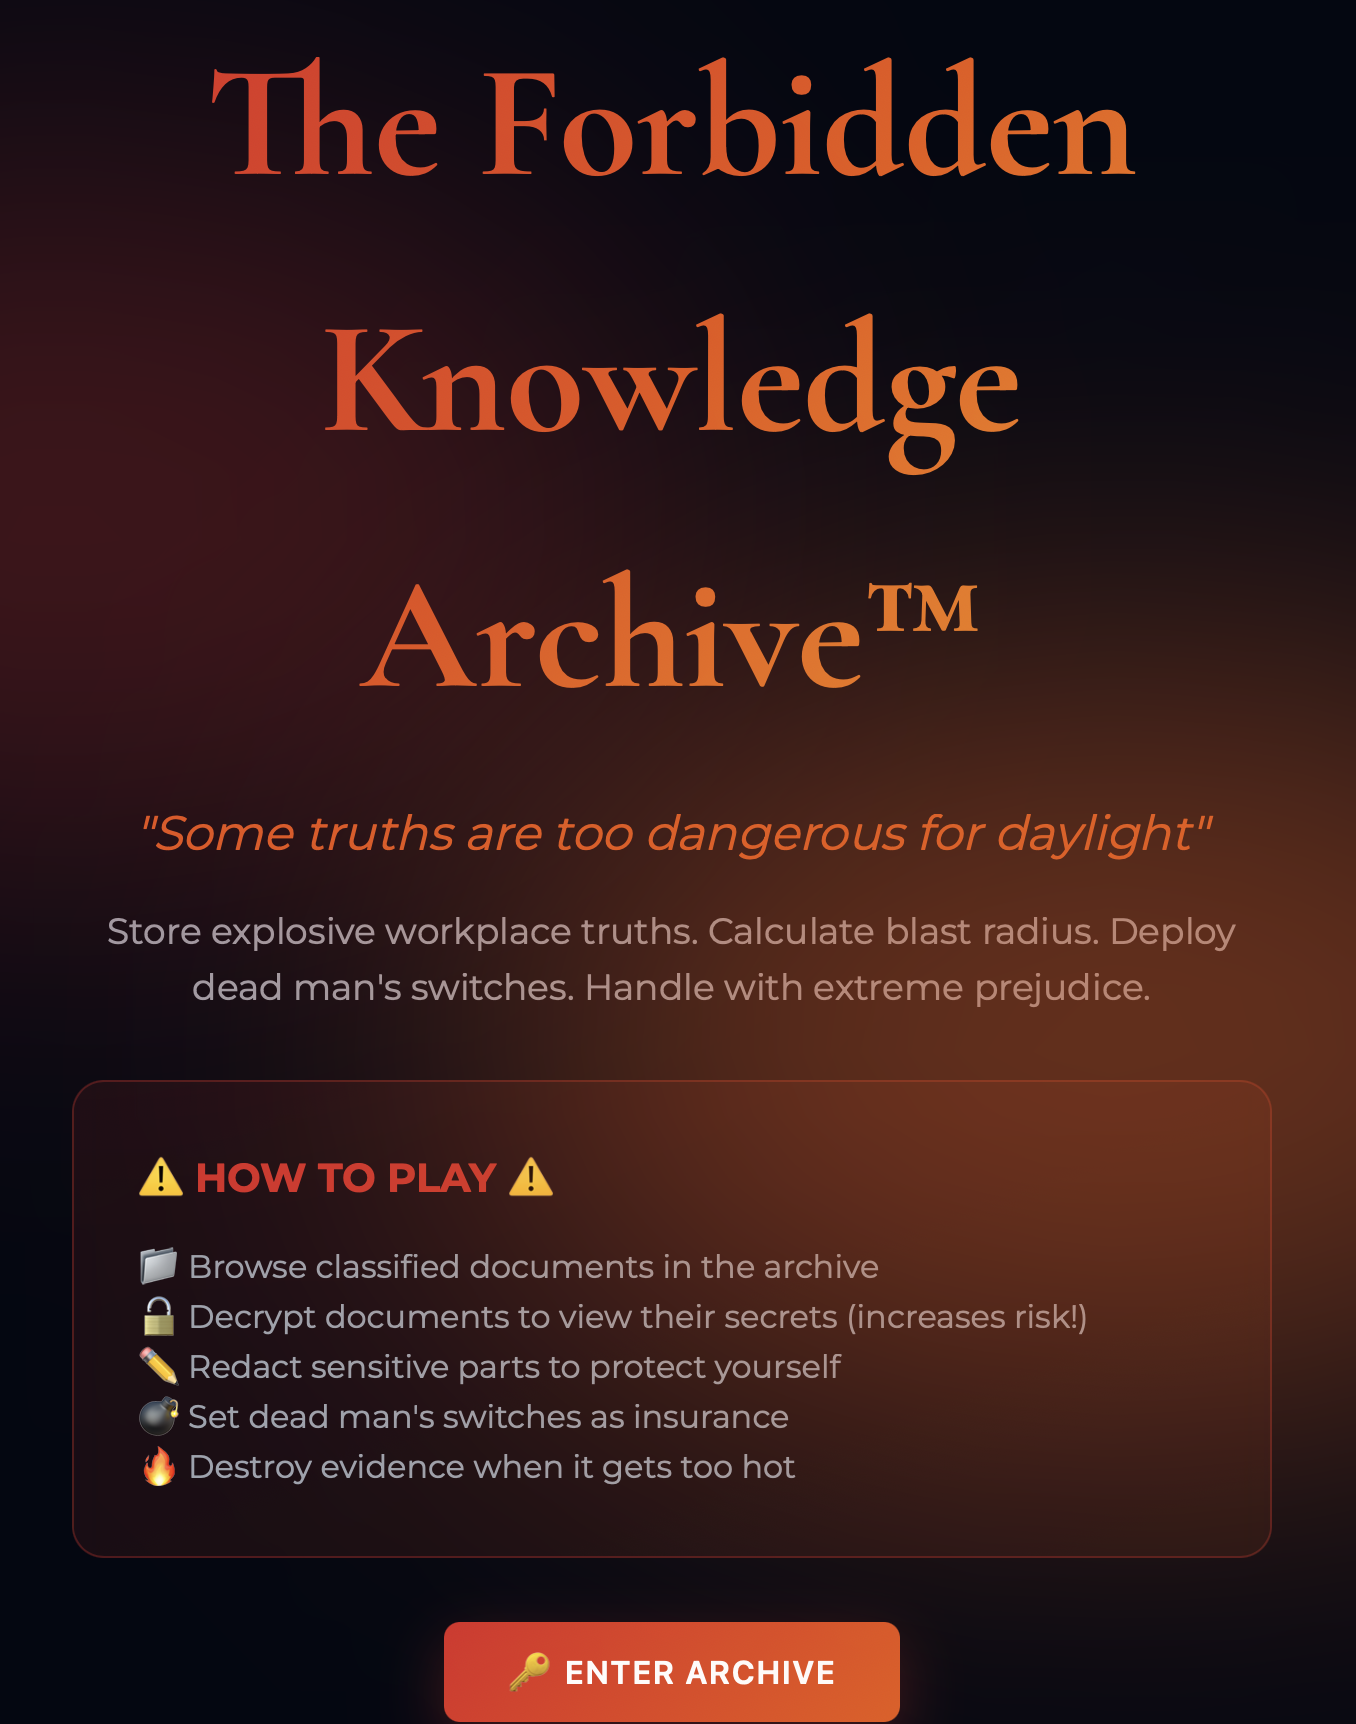 The Forbidden
Knowledge
Archive™
"Some truths are too dangerous for daylight"
Store explosive workplace truths. Calculate blast radius. Deploy
dead man's switches. Handle with extreme prejudice.
⚠️ HOW TO PLAY ⚠️
📁 Browse classified documents in the archive
🔓 Decrypt documents to view their secrets (increases risk!)
✏️ Redact sensitive parts to protect yourself
💣 Set dead man's switches as insurance
🔥 Destroy evidence when it gets too hot
🔑 ENTER ARCHIVE